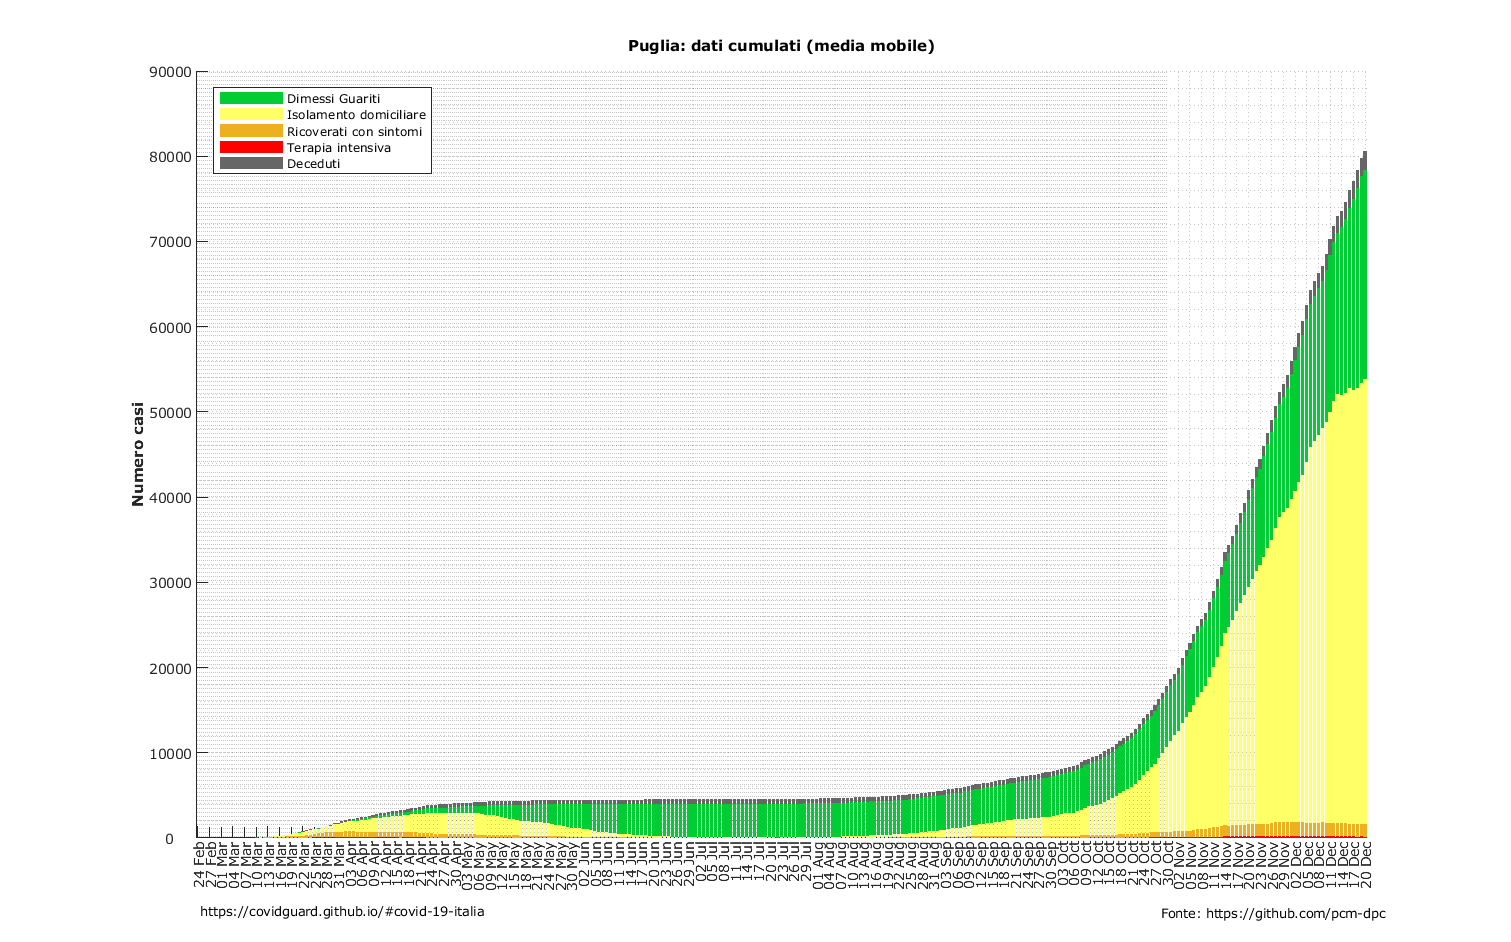 Puglia: dati cumulati (media mobile)
90000
80000
70000
60000
50000
40000
30000
20000
10000
0
Numero casi
Dimessi Guariti
Isolamento domiciliare
Ricoverati con sintomi
Terapia intensiva
Deceduti
24 Feb
27 Feb
01 Mar
04 Mar
07 Mar
10 Mar
13 Mar
16 Mar
19 Mar
22 Mar
25 Mar
28 Mar
31 Mar
03 Apr
06 Apr
09 Apr
12 Apr
15 Apr
18 Apr
21 Apr
24 Apr
27 Apr
30 Apr
03 May
06 May
09 May
12 May
15 May
18 May
21 May
24 May
27 May
30 May
02 Jun
05 Jun
08 Jun
11 Jun
14 Jun
17 Jun
20 Jun
23 Jun
26 Jun
29 Jun
02 Jul
05 Jul
08 Jul
11 Jul
14 Jul
17 Jul
20 Jul
23 Jul
26 Jul
29 Jul
01 Aug
04 Aug
07 Aug
10 Aug
13 Aug
16 Aug
19 Aug
22 Aug
25 Aug
28 Aug
31 Aug
03 Sep
06 Sep
09 Sep
12 Sep
15 Sep
18 Sep
21 Sep
24 Sep
27 Sep
30 Sep
03 Oct
06 Oct
09 Oct
12 Oct
15 Oct
18 Oct
21 Oct
24 Oct
27 Oct
30 Oct
02 Nov
05 Nov
08 Nov
11 Nov
14 Nov
17 Nov
20 Nov
23 Nov
26 Nov
29 Nov
02 Dec
05 Dec
08 Dec
11 Dec
14 Dec
17 Dec
20 Dec
https://covidguard.github.io/#covid-19-italia
Fonte: https://github.com/pcm-dpc